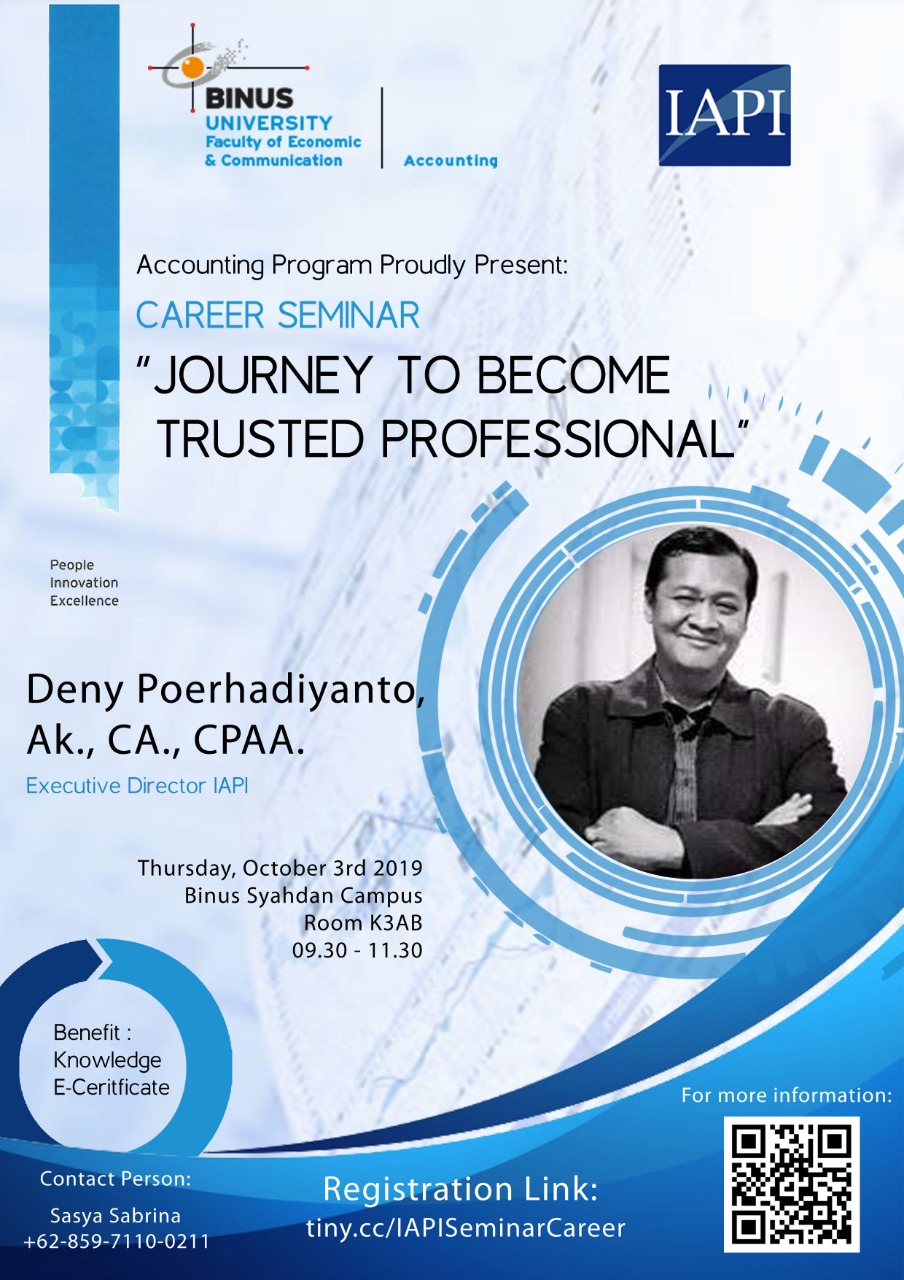 BINUS
UNIVERSITY
Faculty of Economic
& Communication
Accounting
IAPI
Accounting Program Proudly Present:
CAREER SEMINAR
"JOURNEY TO BECOME
TRUSTED PROFESSIONAL"
People
Innovation
Excellence
Deny Poerhadiyanto,
Ak., CA., CPAA.
Executive Director IAPI
Thursday, October 3rd 2019
Binus Syahdan Campus
Room K3AB
09.30 - 11.30
Benefit :
Knowledge
E-Ceritficate
For more information:
Contact Person:
Sasya Sabrina
+62-859-7110-0211
Registration Link:
tiny.cc/IAPISeminarCareer